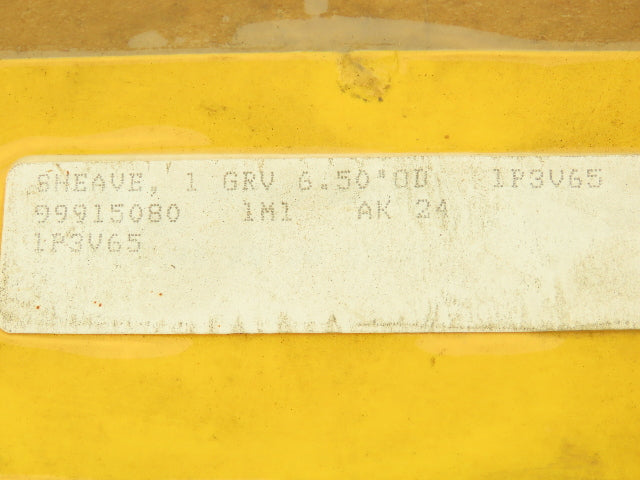 SHEAVE, 1 GRV 6.50"OD 1P3V65
99915080 1M1 AK 24
1P3V65